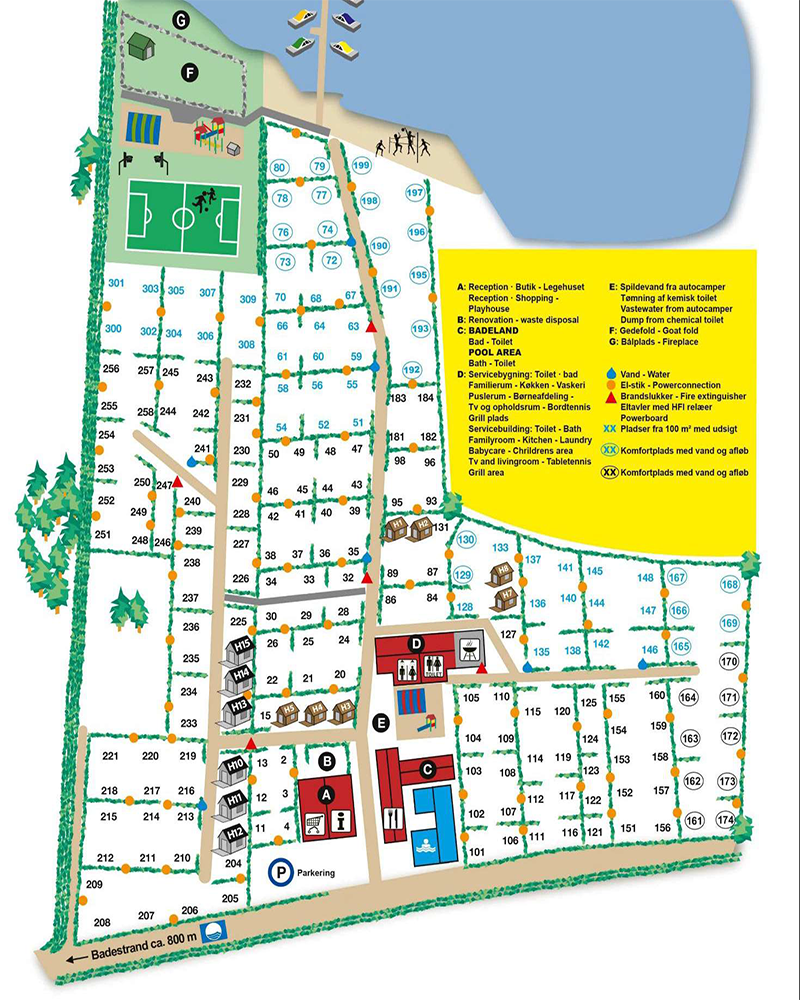 G
F
80 79 199
78 77 198 197
76 74 190 196
73 72
301 303 305 307 309
70 68 67 191 195
300 302 304 306 308
66 64 63 193
61 60 59 192
256 257 245 243 232
58 56 55 183 184
255 258 244 242 231
54 52 51
254 241 230 181 182
50 49 48 47 98 96
253 250 247 240 229
46 45 44 43 95 93
252 249 239 228
42 41 40 39 H1 H2 131
251 248 246 227
38 37 36 35
238 226 34 33 32 89 87
237 225 30 29 28 86 84
236 H15 26 25 24
235 H14 22 21 20
234 H13 15 H5 H4 H3
233
A: Reception · Butik - Legehuset
Reception · Shopping -
Playhouse
B: Renovation - waste disposal
C: BADELAND
Bad - Toilet
POOL AREA
Bath - Toilet
D: Servicebygning: Toilet · bad
Familierum - Køkken - Vaskeri
Puslerum - Børneafdeling -
Tv og opholdsrum - Bordtennis
Grill plads
Servicebuilding: Toilet - Bath
Familyroom - Kitchen - Laundry
Babycare - Childrens area
Tv and livingroom - Tabletennis
Grill area
E: Spildevand fra autocamper
Tømning af kemisk toilet
Vastewater from autocamper
Dump from chemical toilet
F: Gedefold - Goat fold
G: Bålplads - Fireplace
Vand - Water
El-stik - Powerconnection
Brandslukker - Fire extinguisher
Eltavler med HFI relæer
Powerboard
XX Pladser fra 100 m² med udsigt
XX Komfortplads med vand og afløb
XX Komfortplads med vand og afløb
130 133 137 141 145 148 167 168
129 H8 136 140 144 147 166 169
128 H7 142 165
127 135 138 146 170
D
TOILET
E
105 110 115 120 125 155 160 164 171
104 109 124 154 159 163 172
103 108 114 119 123 153 158 162 173
102 107 112 117 122 152 157 161 174
101 106 111 116 121 151 156
221 220 219 H10 13 2 B
218 217 216 H11 12 3 A C
215 214 213 H12 11 4 i
212 211 210 204
209 205 P Parkering
208 207 206
Badestrand ca. 800 m